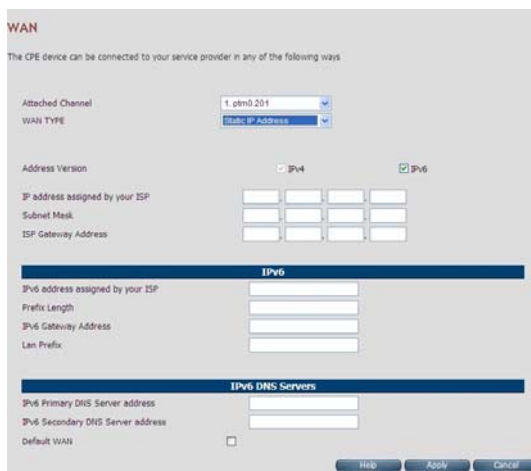 WAN
The CPE device can be connected to your service provider in any of the following ways
Attached Channel 1. ptm0.201
WAN TYPE Static IP Address
Address Version IPv4 IPv6
IP address assigned by your ISP . . .
Subnet Mask . . .
ISP Gateway Address . . .
IPv6
IPv6 address assigned by your ISP
Prefix Length
IPv6 Gateway Address
Lan Prefix
IPv6 DNS Servers
IPv6 Primary DNS Server address
IPv6 Secondary DNS Server address
Default WAN
Help Apply Cancel